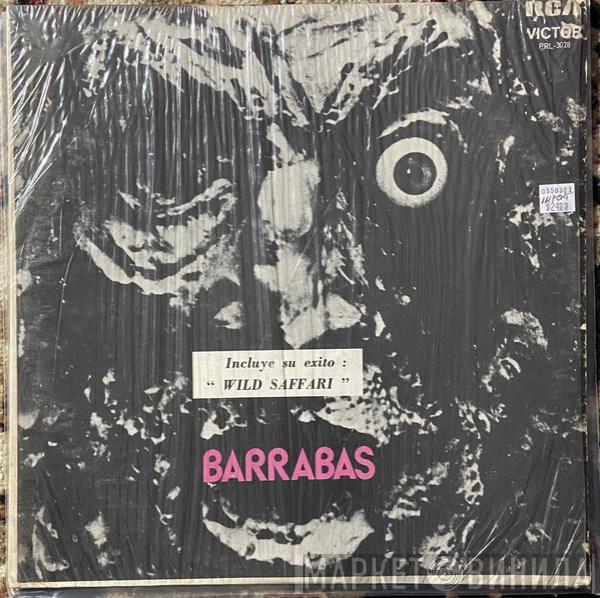 RCA
VICTOR
PRL-3028
Incluye su exito :
“ WILD SAFFARI ”
BARRABAS
МАРКЕТ ВИНИЛА